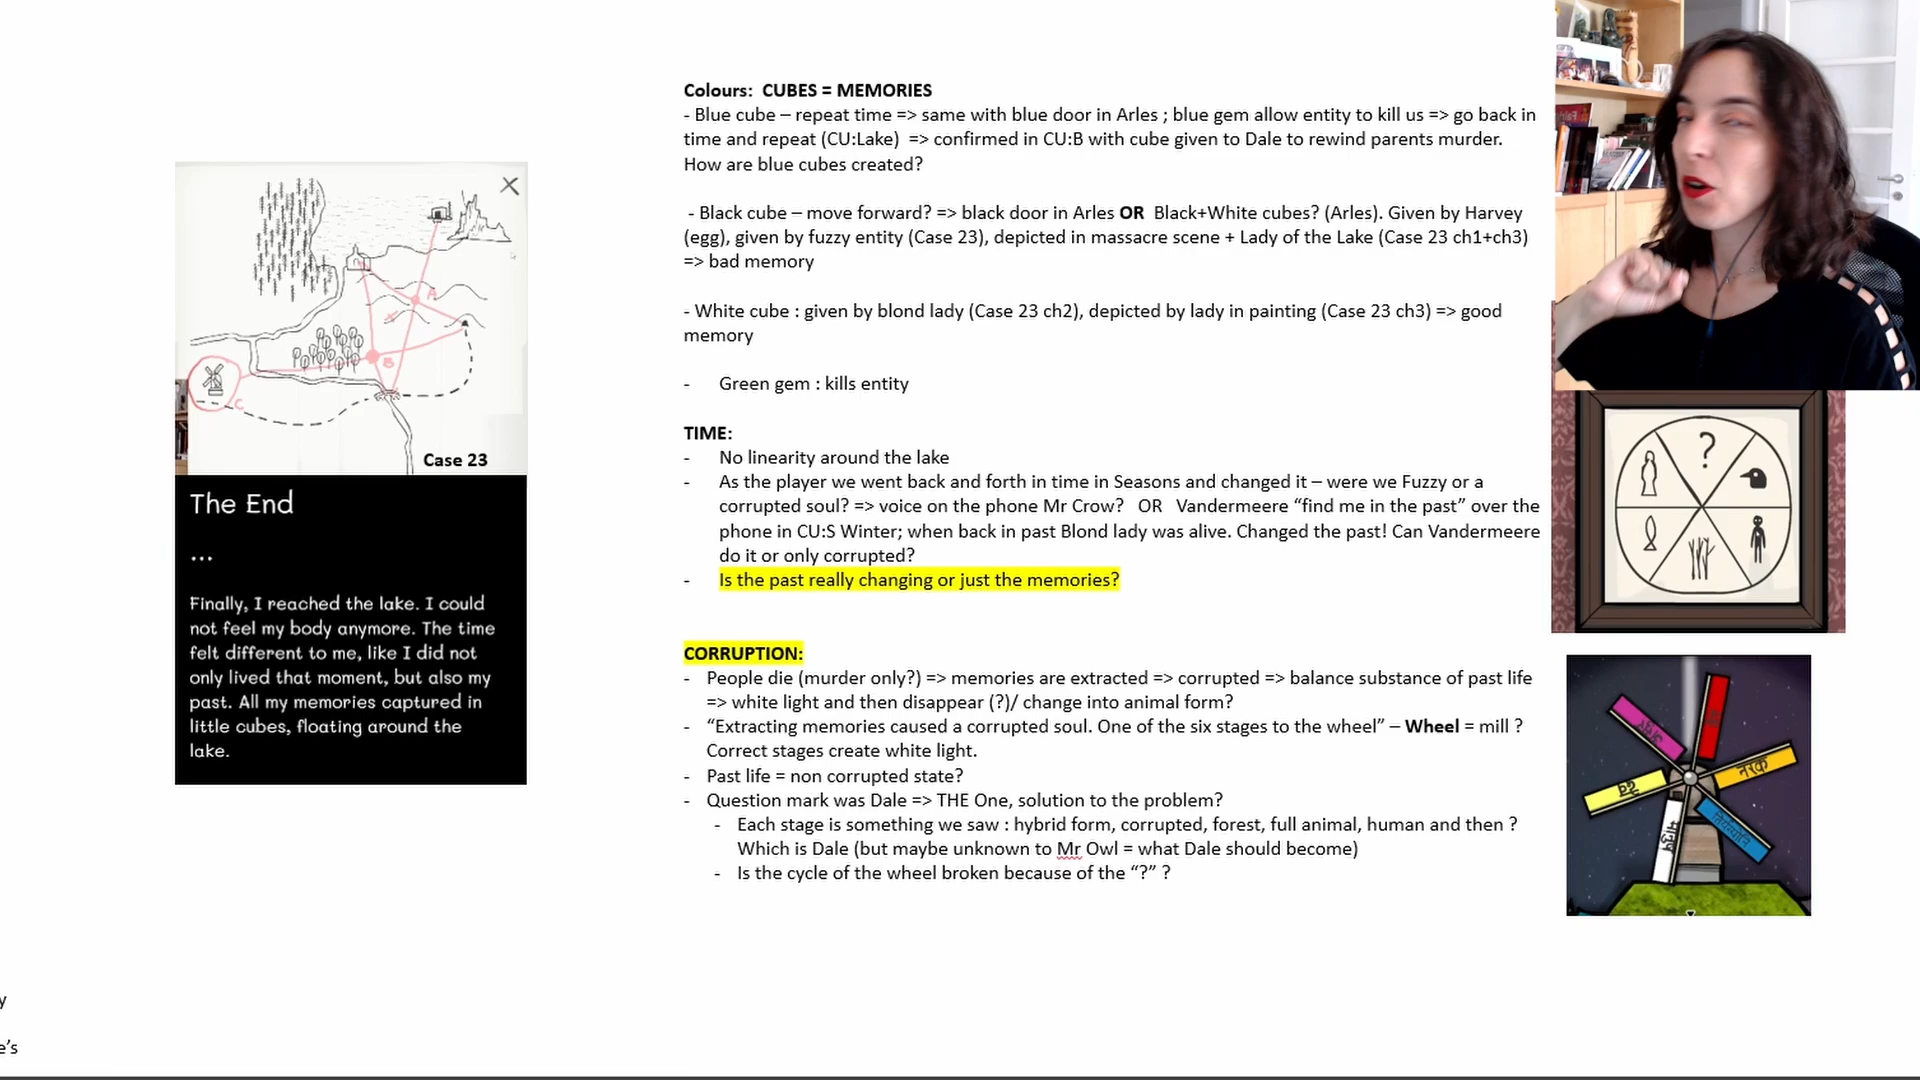 Colours:  CUBES = MEMORIES
- Blue cube – repeat time => same with blue door in Arles ; blue gem allow entity to kill us => go back in
time and repeat (CU:Lake)  => confirmed in CU:B with cube given to Dale to rewind parents murder.
How are blue cubes created?
- Black cube – move forward? => black door in Arles OR  Black+White cubes? (Arles). Given by Harvey
(egg), given by fuzzy entity (Case 23), depicted in massacre scene + Lady of the Lake (Case 23 ch1+ch3)
=> bad memory
- White cube : given by blond lady (Case 23 ch2), depicted by lady in painting (Case 23 ch3) => good
memory
- Green gem : kills entity
TIME:
- No linearity around the lake
- As the player we went back and forth in time in Seasons and changed it – were we Fuzzy or a
corrupted soul? => voice on the phone Mr Crow?   OR   Vandermeere “find me in the past” over the
phone in CU:S Winter; when back in past Blond lady was alive. Changed the past! Can Vandermeere
do it or only corrupted?
- Is the past really changing or just the memories?
CORRUPTION:
- People die (murder only?) => memories are extracted => corrupted => balance substance of past life
=> white light and then disappear (?)/ change into animal form?
- “Extracting memories caused a corrupted soul. One of the six stages to the wheel” – Wheel = mill ?
Correct stages create white light.
- Past life = non corrupted state?
- Question mark was Dale => THE One, solution to the problem?
- Each stage is something we saw : hybrid form, corrupted, forest, full animal, human and then ?
Which is Dale (but maybe unknown to Mr Owl = what Dale should become)
- Is the cycle of the wheel broken because of the “?” ?
A
B
C
Case 23
The End
...
Finally, I reached the lake. I could
not feel my body anymore. The time
felt different to me, like I did not
only lived that moment, but also my
past. All my memories captured in
little cubes, floating around the
lake.
?
नरक
y
e’s